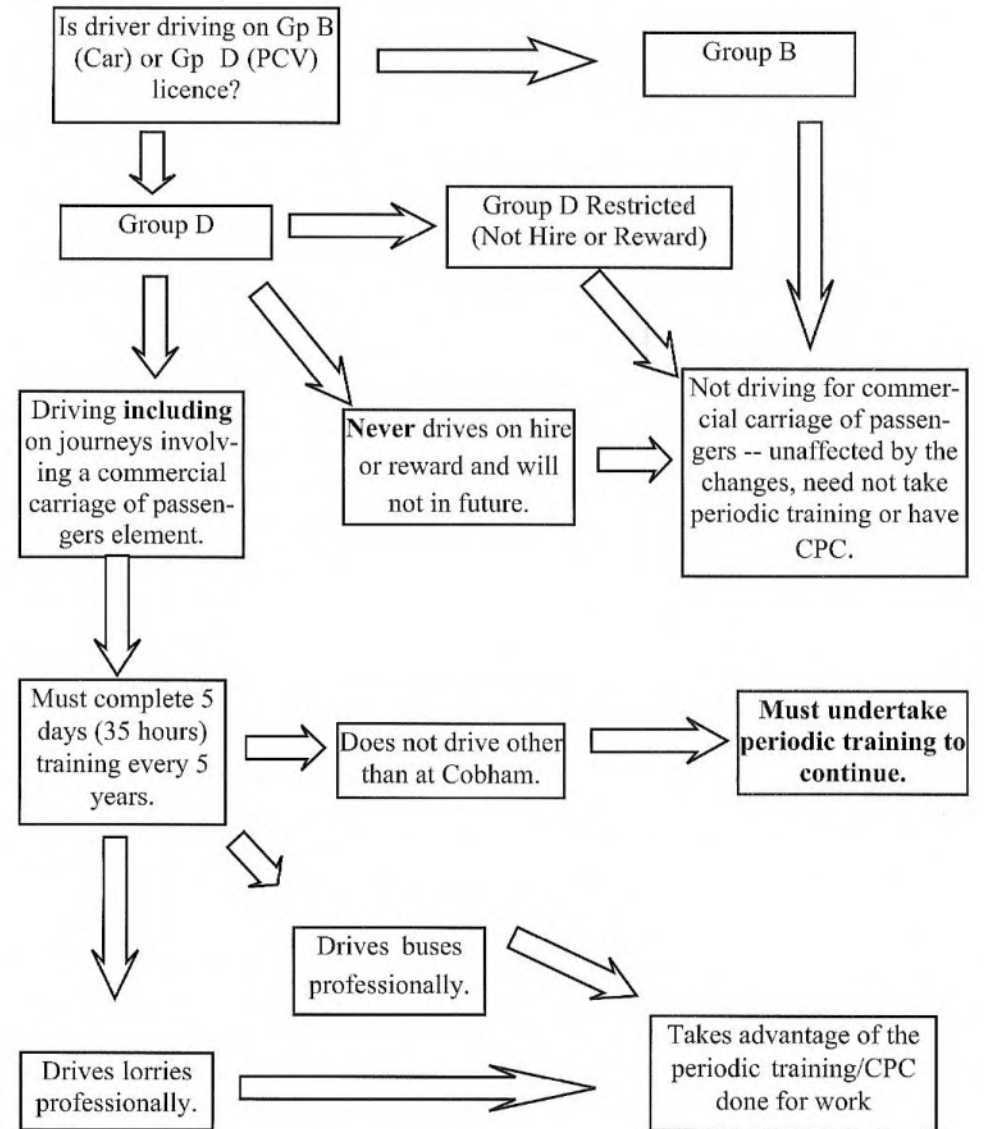 Is driver driving on Gp B
(Car) or Gp D (PCV)
licence?
Group B
Group D
Group D Restricted
(Not Hire or Reward)
Driving including
on journeys involv-
ing a commercial
carriage of passen-
gers element.
Never drives on hire
or reward and will
not in future.
Not driving for commer-
cial carriage of passen-
gers -- unaffected by the
changes, need not take
periodic training or have
CPC.
Must complete 5
days (35 hours)
training every 5
years.
Does not drive other
than at Cobham.
Must undertake
periodic training to
continue.
Drives buses
professionally.
Drives lorries
professionally.
Takes advantage of the
periodic training/CPC
done for work